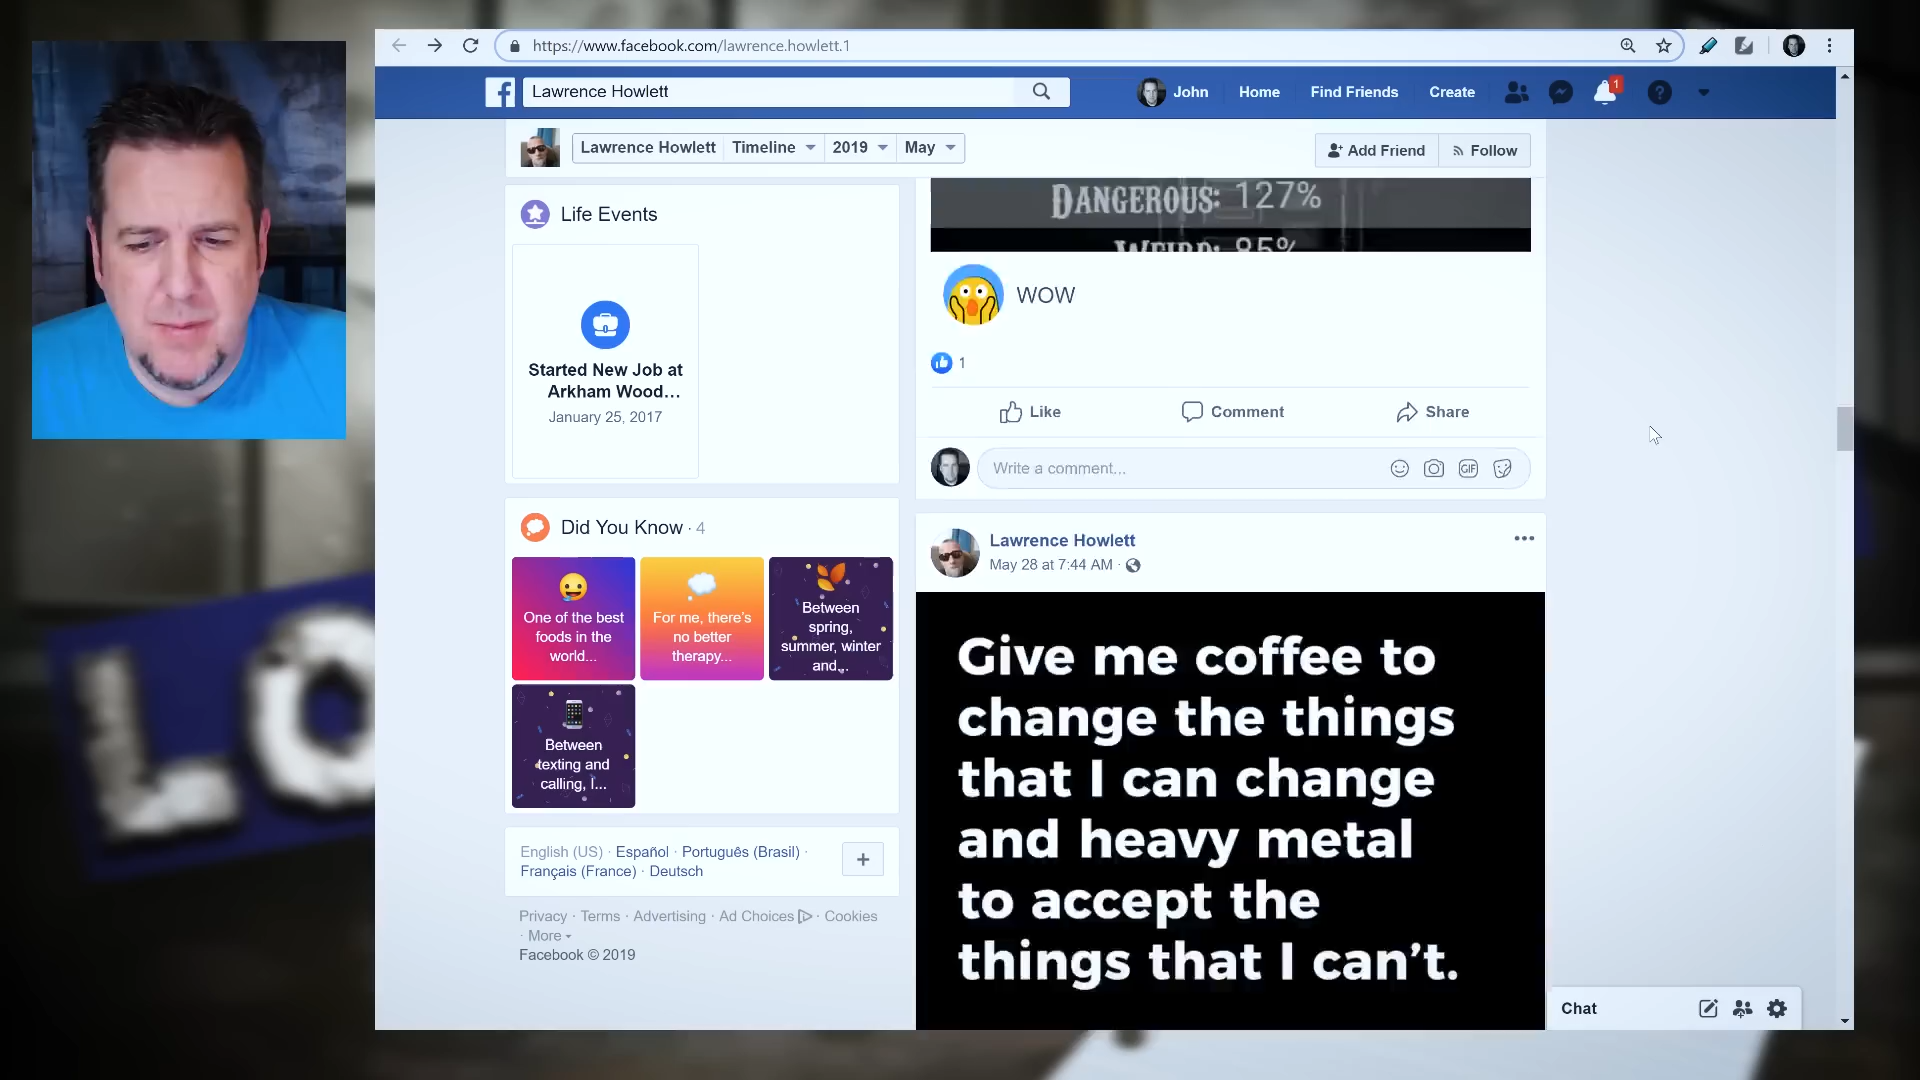 https://www.facebook.com/lawrence.howlett.1
Lawrence Howlett
John
Home
Find Friends
Create
1
Lawrence Howlett
Timeline
2019
May
Add Friend
Follow
Life Events
Started New Job at
Arkham Wood...
January 25, 2017
Did You Know · 4
One of the best
foods in the
world...
For me, there's
no better
therapy...
Between
spring,
summer, winter
and...
Between
texting and
calling, I...
English (US) · Español · Português (Brasil) ·
Français (France) · Deutsch
Privacy · Terms · Advertising · Ad Choices · Cookies
· More
Facebook © 2019
DANGEROUS: 127%
WEIRD: 85%
WOW
1
Like
Comment
Share
Write a comment...
GIF
Lawrence Howlett
May 28 at 7:44 AM ·
Give me coffee to
change the things
that I can change
and heavy metal
to accept the
things that I can't.
Chat
LO